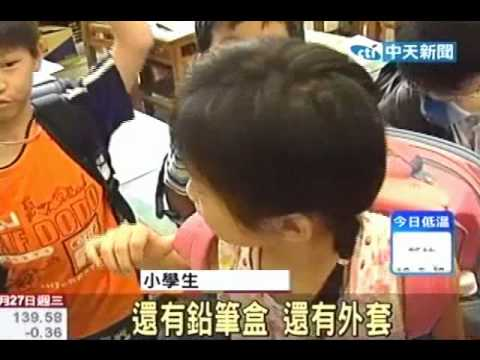 cti 中天新聞
今日低溫
小學生
還有鉛筆盒 還有外套
月27日週三
139.58
-0.36